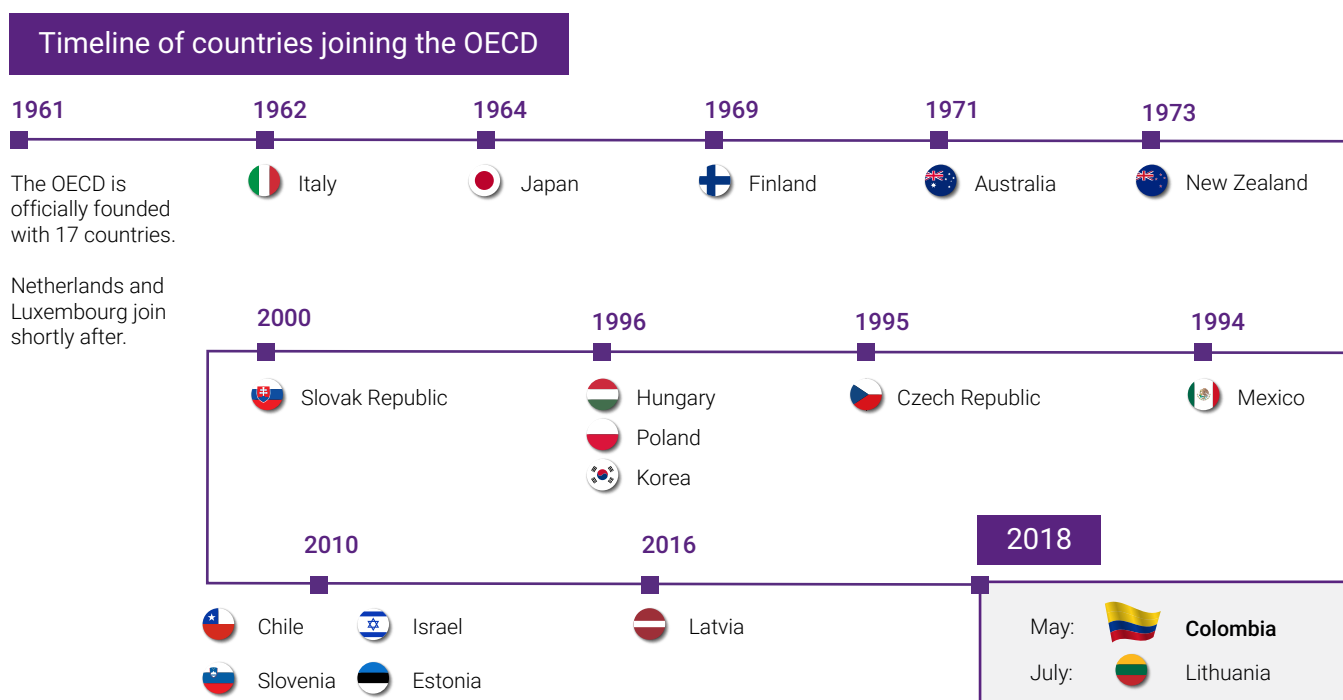 Timeline of countries joining the OECD
1961
1962
1964
1969
1971
1973
The OECD is
officially founded
with 17 countries.
Netherlands and
Luxembourg join
shortly after.
Italy
Japan
Finland
Australia
New Zealand
2000
1996
1995
1994
Slovak Republic
Hungary
Poland
Korea
Czech Republic
Mexico
2010
2016
2018
Chile
Israel
Slovenia
Estonia
Latvia
May: Colombia
July: Lithuania